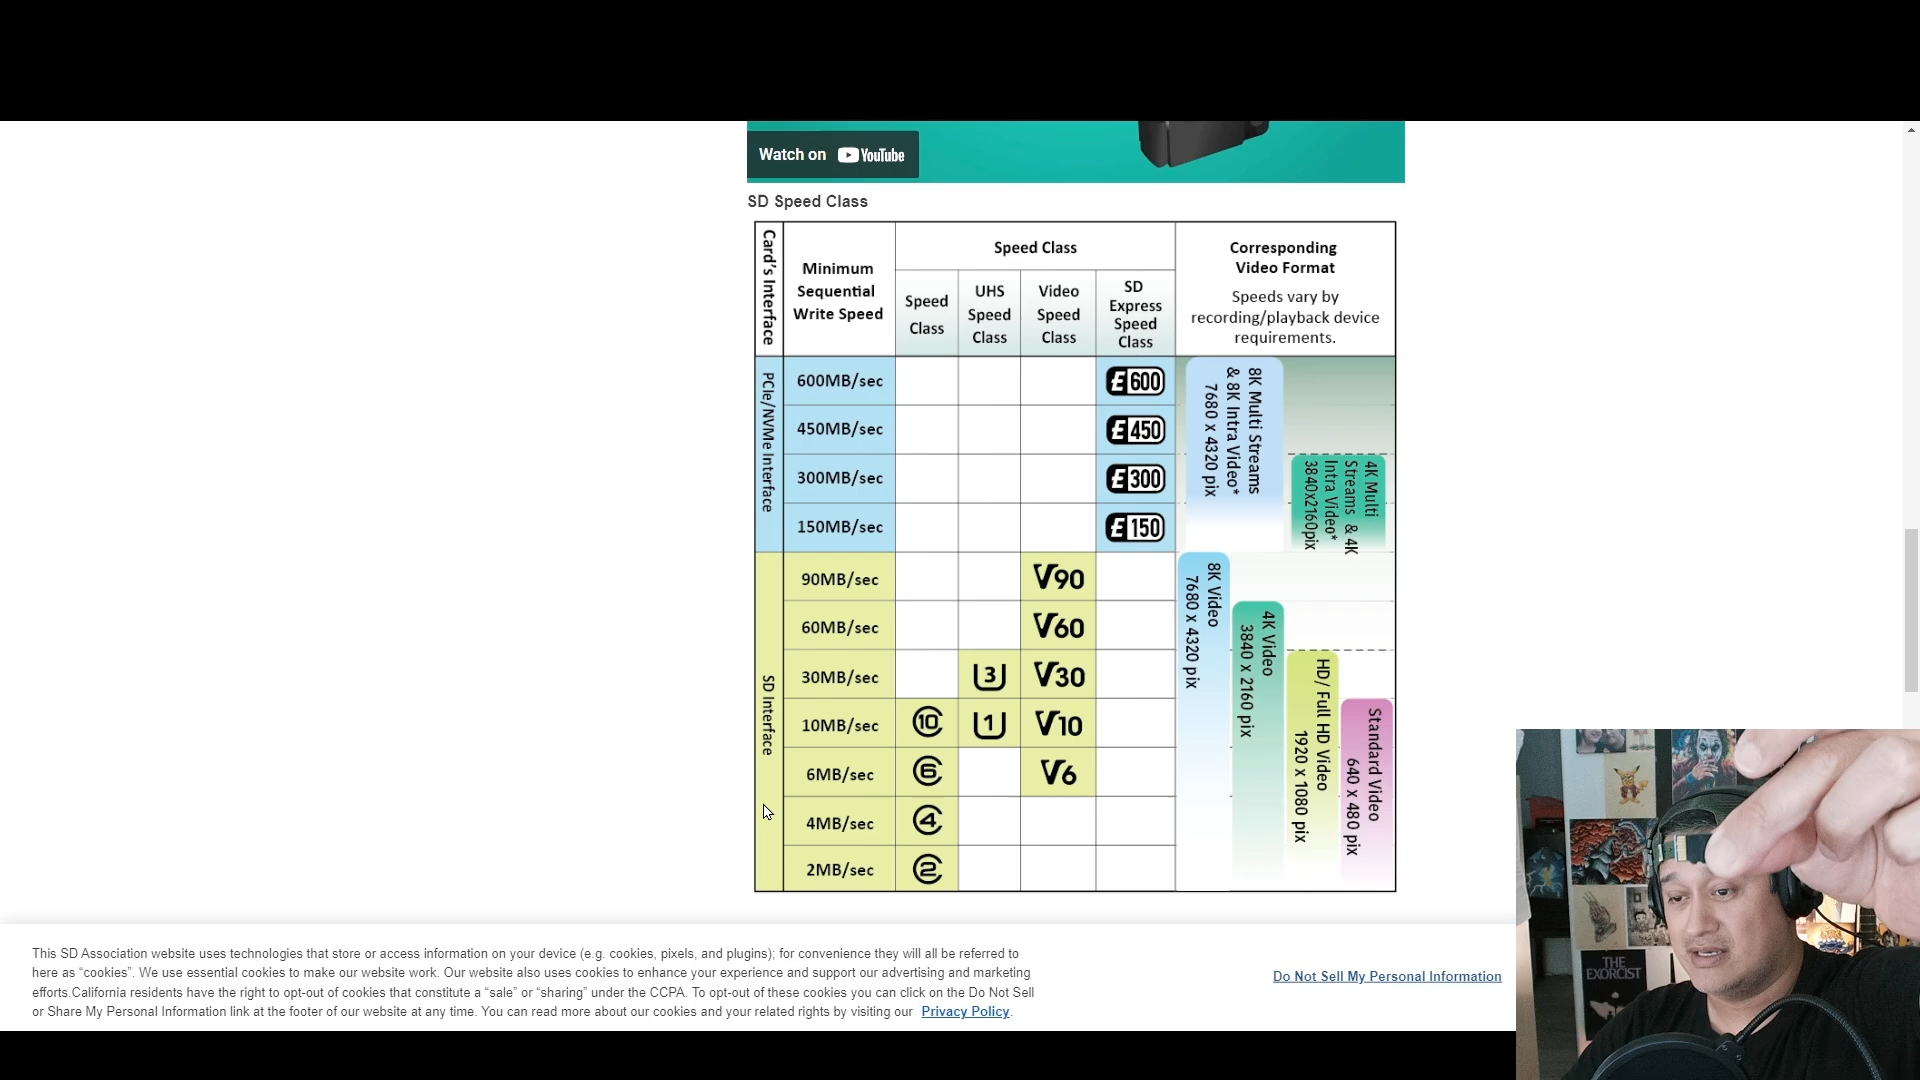 Watch on YouTube
SD Speed Class
Card's Interface
Minimum
Sequential
Write Speed
Speed Class
Speed
Class
UHS
Speed
Class
Video
Speed
Class
SD
Express
Speed
Class
Corresponding
Video Format
Speeds vary by
recording/playback device
requirements.
PCIe/NVMe Interface
600MB/sec
E600
450MB/sec
E450
300MB/sec
E300
150MB/sec
E150
8K Multi Streams
& 8K Intra Video*
7680 x 4320 pix
4K Multi
Streams & 4K
Intra Video*
3840x2160pix
SD Interface
90MB/sec
V90
60MB/sec
V60
30MB/sec
3
V30
10MB/sec
10
1
V10
6MB/sec
6
V6
4MB/sec
4
2MB/sec
2
8K Video
7680 x 4320 pix
4K Video
3840 x 2160 pix
HD/ Full HD Video
1920 x 1080 pix
Standard Video
640 x 480 pix
This SD Association website uses technologies that store or access information on your device (e.g. cookies, pixels, and plugins); for convenience they will all be referred to
here as “cookies”. We use essential cookies to make our website work. Our website also uses cookies to enhance your experience and support our advertising and marketing
efforts.California residents have the right to opt-out of cookies that constitute a “sale” or “sharing” under the CCPA. To opt-out of these cookies you can click on the Do Not Sell
or Share My Personal Information link at the footer of our website at any time. You can read more about our cookies and your related rights by visiting our Privacy Policy.
Do Not Sell My Personal Information
THE
EXORCIST